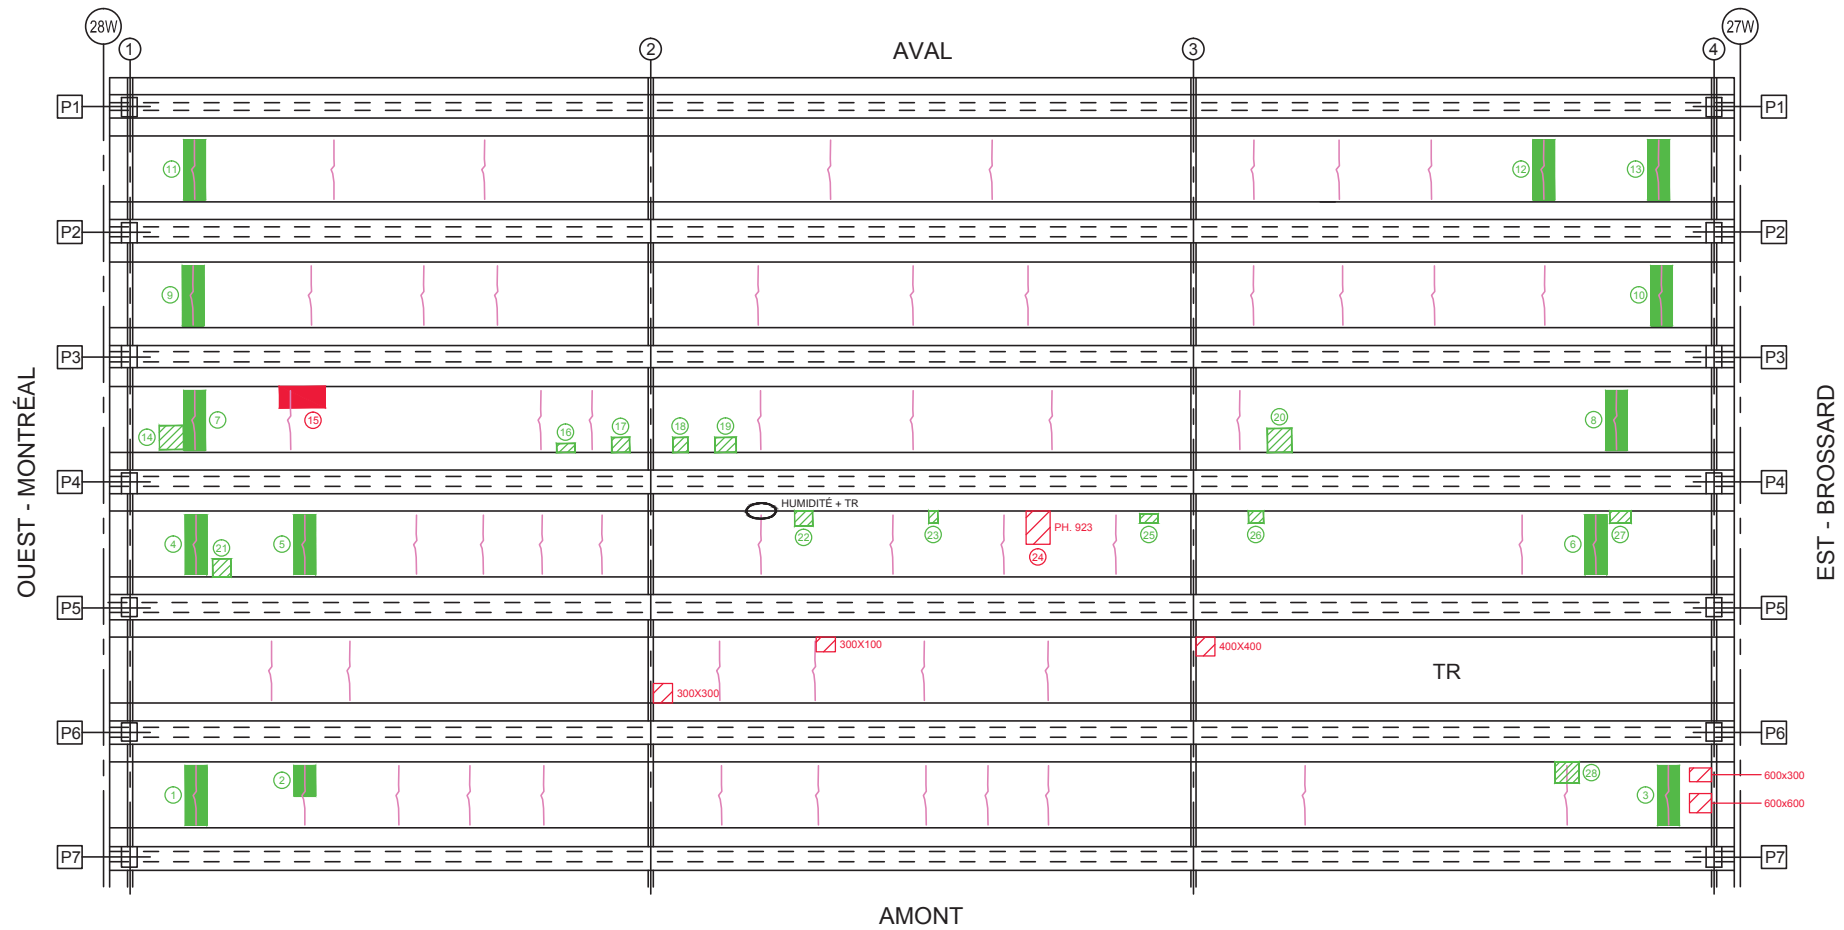 28W
27W
1
2
AVAL
3
4
P1
P1
11
12
13
P2
P2
9
10
P3
P3
OUEST - MONTRÉAL
EST - BROSSARD
14
7
15
16
17
18
19
20
8
P4
P4
HUMIDITÉ + TR
4
21
5
22
23
PH. 923
24
25
26
6
27
P5
P5
300X100
400X400
300X300
TR
P6
P6
1
2
28
3
600x300
600x600
P7
P7
AMONT